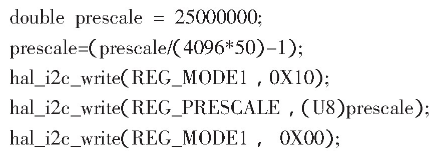 double prescale = 25000000;
prescale=(prescale/(4096*50)-1);
hal_i2c_write(REG_MODE1 , 0X10);
hal_i2c_write(REG_PRESCALE , (U8)prescale);
hal_i2c_write(REG_MODE1 , 0X00);